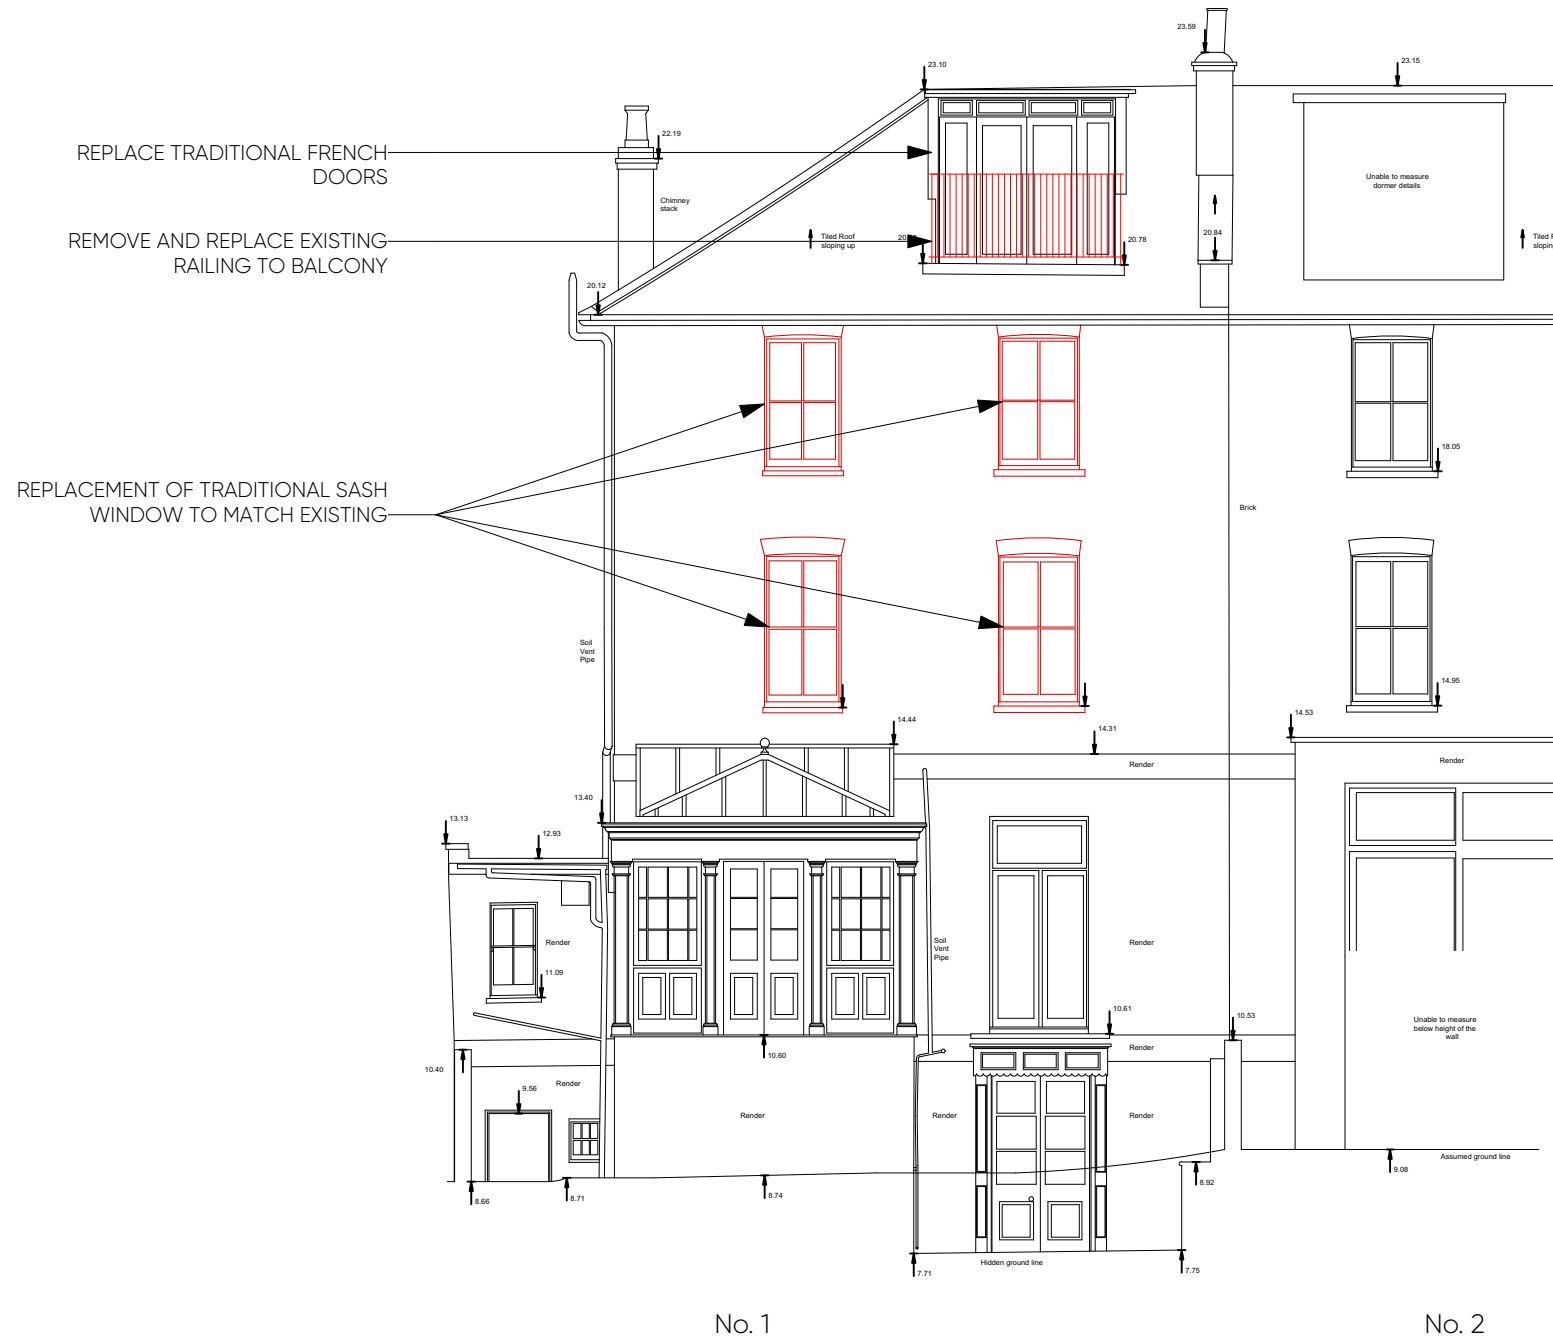 23.59
23.10
23.15
22.19
REPLACE TRADITIONAL FRENCH
DOORS
Unable to measure
dormer details
Chimney
stack
REMOVE AND REPLACE EXISTING
RAILING TO BALCONY
Tiled Roof
sloping up
20.78
20.84
Tiled
20.12
18.05
REPLACEMENT OF TRADITIONAL SASH
WINDOW TO MATCH EXISTING
Brick
Soil
Vent
Pipe
14.95
14.53
14.44
14.31
Render
Render
13.40
13.13
12.93
Render
Soil
Vent
Pipe
Render
11.09
10.61
10.53
Unable to measure
below height of the
wall
Render
10.60
10.40
Render
9.56
Render
Render
Render
Assumed ground line
9.08
8.92
8.66
8.71
8.74
Hidden ground line
7.71
7.75
No. 1
No. 2